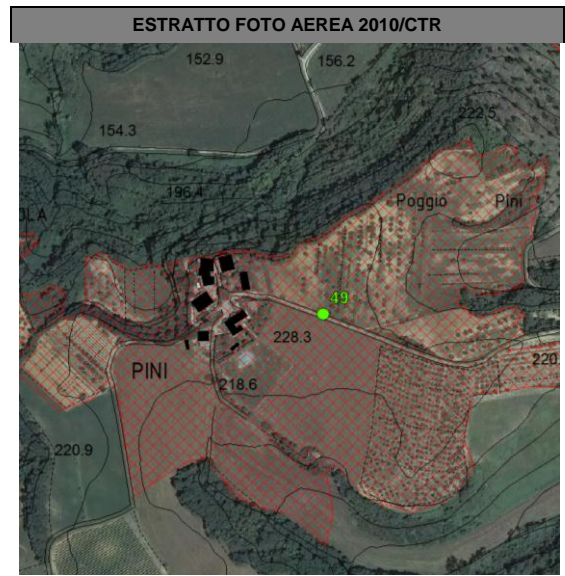 ESTRATTO FOTO AEREA 2010/CTR
152.9
156.2
154.3
222.5
196.4
Poggio Pini
OLA
49
228.3
220.
PINI
218.6
220.9